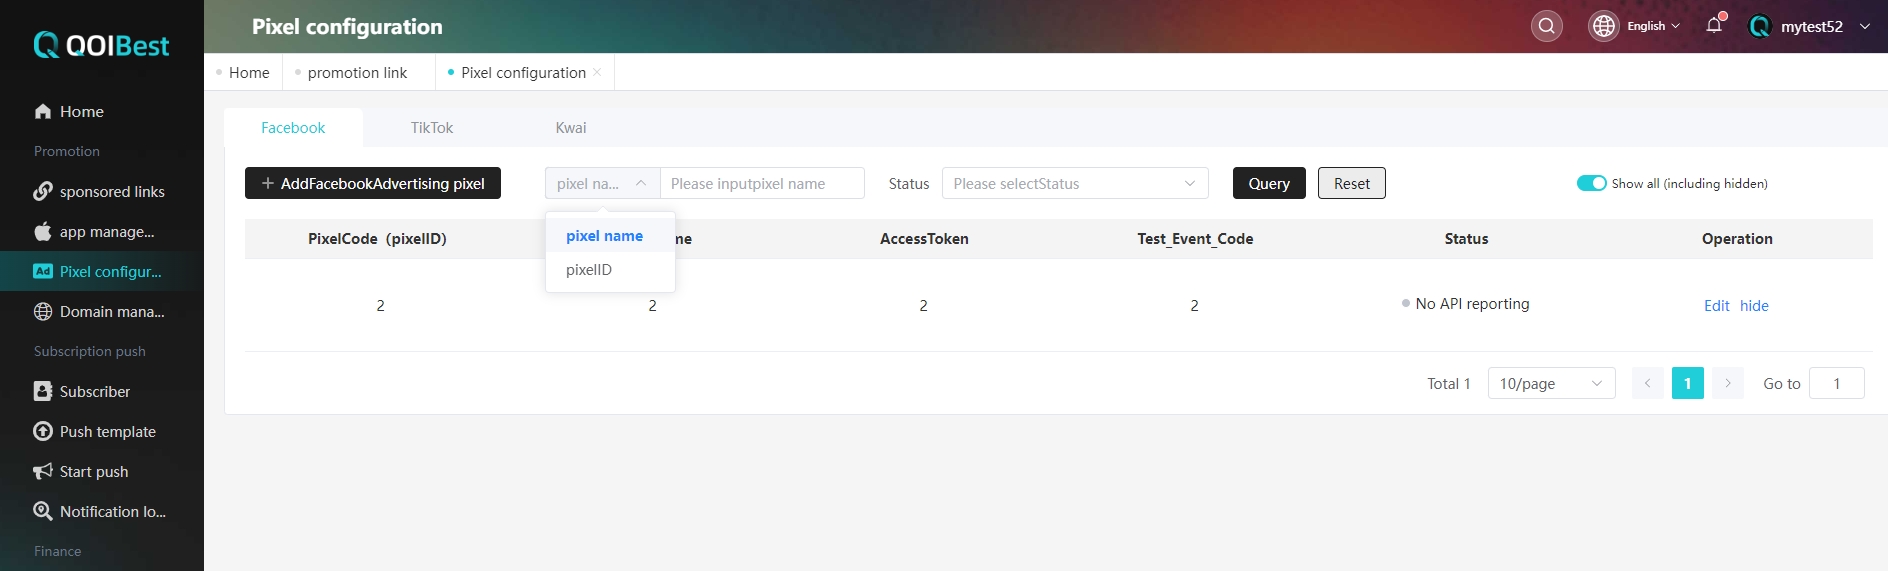 QOIBest
Pixel configuration
English
mytest52
Home
promotion link
Pixel configuration
Home
Promotion
sponsored links
app manage...
Ad Pixel configur...
Domain mana...
Subscription push
Subscriber
Push template
Start push
Notification lo...
Finance
Facebook
TikTok
Kwai
AddFacebookAdvertising pixel
pixel na...
Please inputpixel name
Status
Please selectStatus
Query
Reset
Show all (including hidden)
pixel name
pixelID
PixelCode（pixelID）
me
AccessToken
Test_Event_Code
Status
Operation
2
2
2
2
No API reporting
Edit hide
Total 1
10/page
1
Go to
1